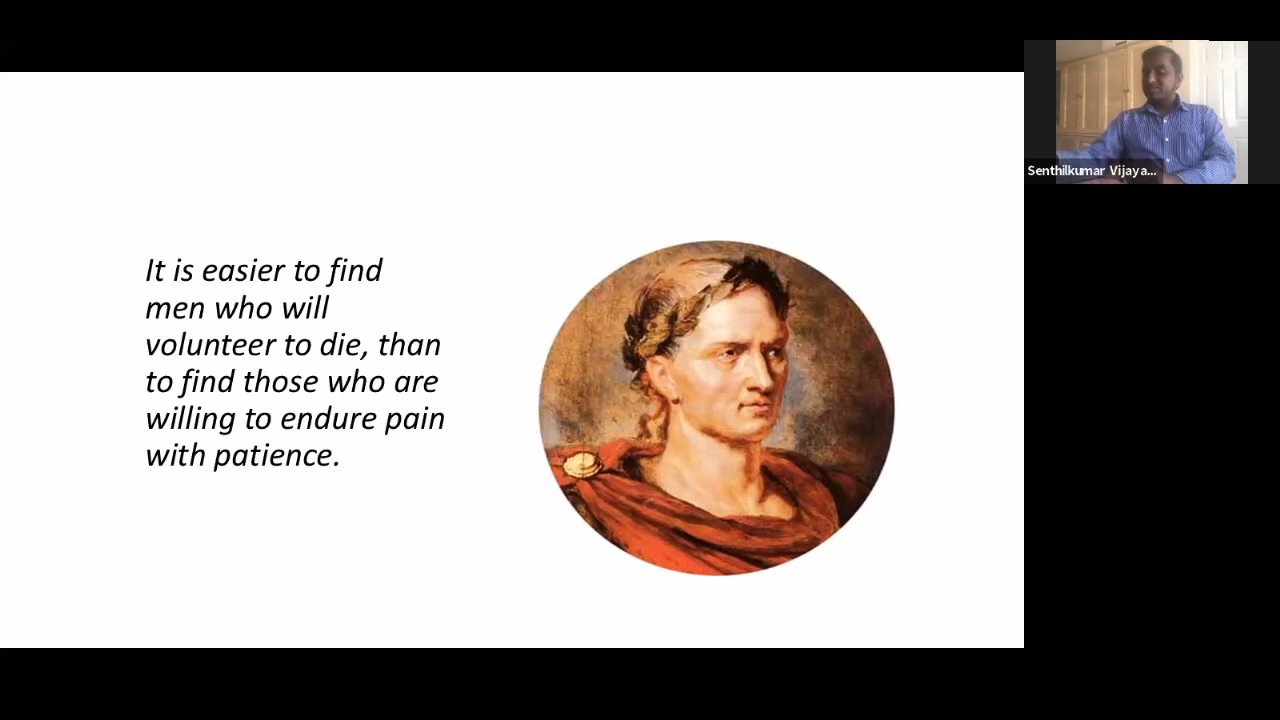 It is easier to find
men who will
volunteer to die, than
to find those who are
willing to endure pain
with patience.
Senthilkumar Vijaya...